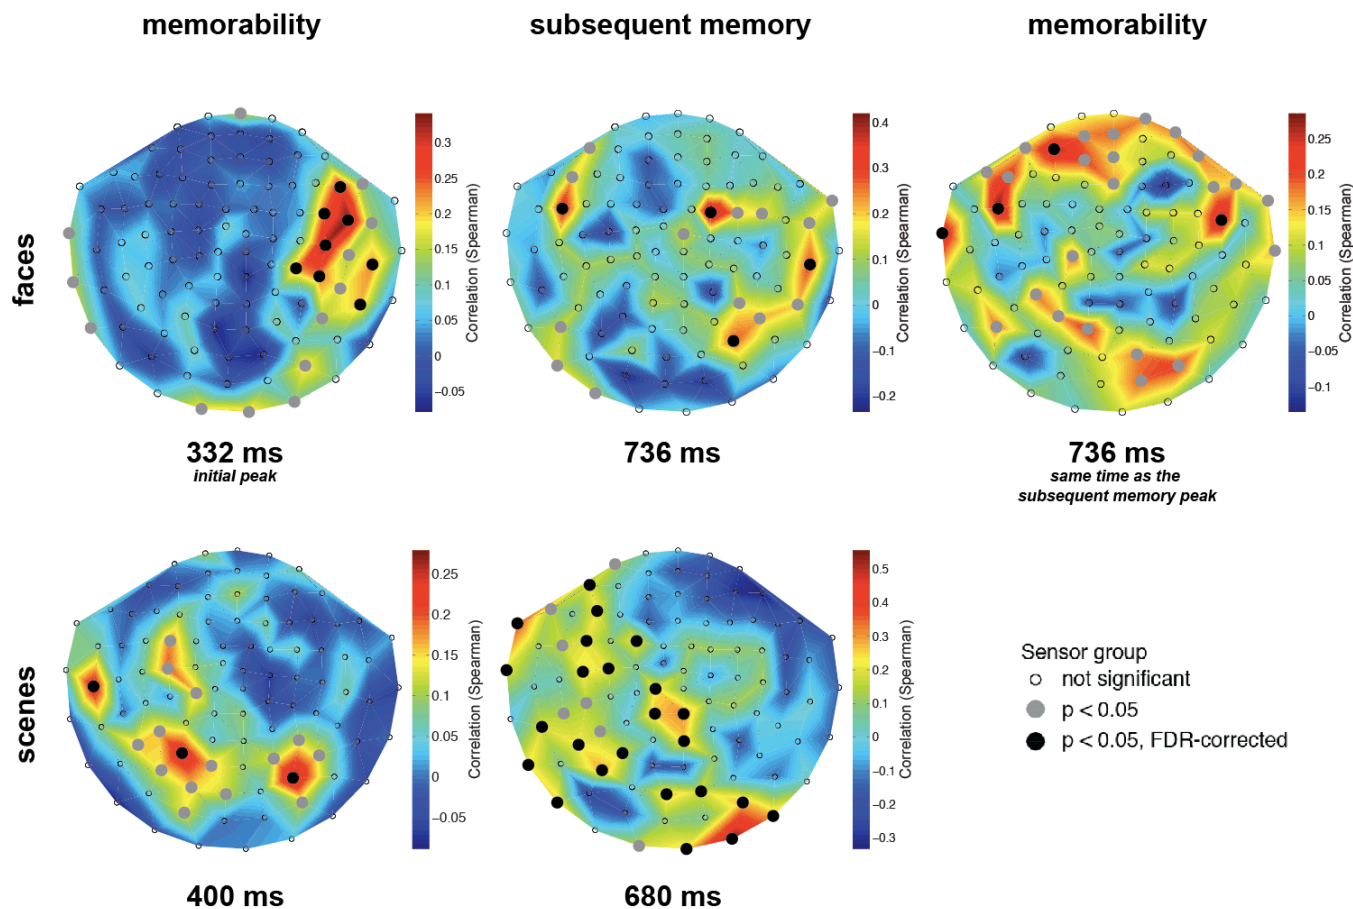 memorability
subsequent memory
memorability
faces
0.3
0.25
0.2
0.15
0.1
0.05
0
−0.05
Correlation (Spearman)
0.4
0.3
0.2
0.1
0
−0.1
−0.2
Correlation (Spearman)
0.25
0.2
0.15
0.1
0.05
0
−0.05
−0.1
Correlation (Spearman)
332 ms
initial peak
736 ms
736 ms
same time as the
subsequent memory peak
scenes
0.25
0.2
0.15
0.1
0.05
0
−0.05
Correlation (Spearman)
0.5
0.4
0.3
0.2
0.1
0
−0.1
−0.2
−0.3
Correlation (Spearman)
Sensor group
not significant
p < 0.05
p < 0.05, FDR-corrected
400 ms
680 ms